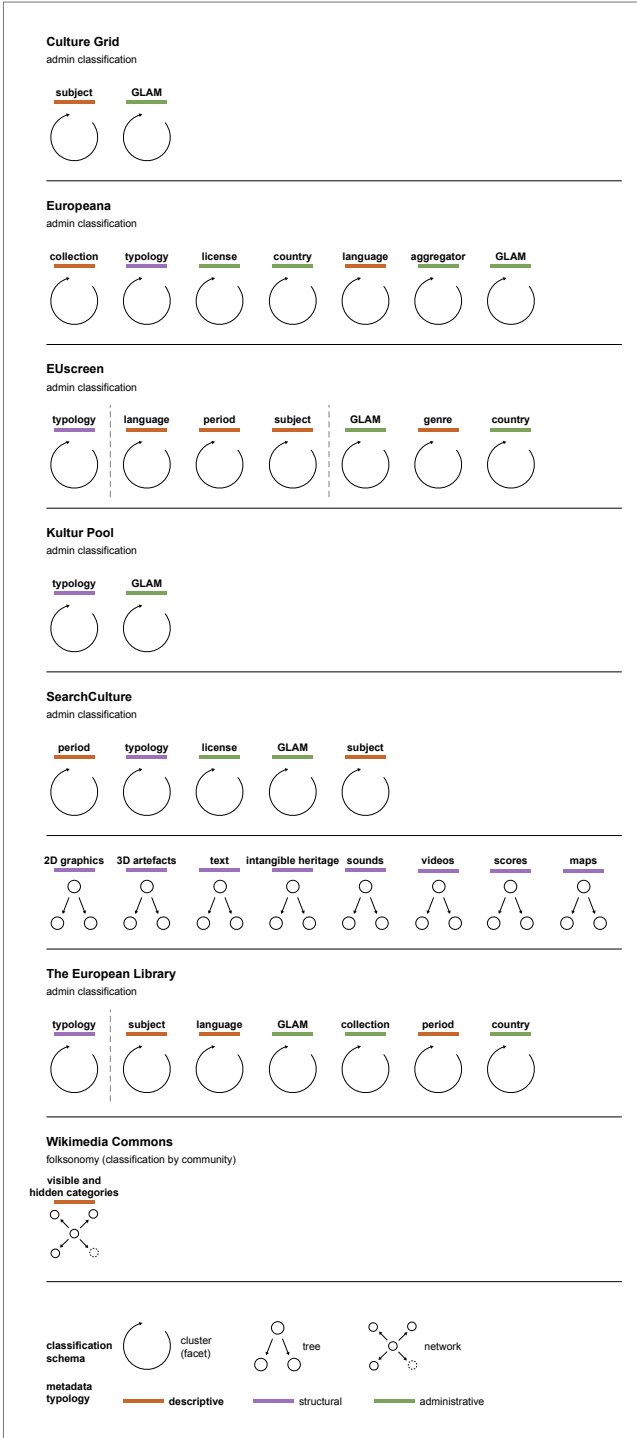 Culture Grid
admin classification
subject GLAM
Europeana
admin classification
collection typology license country language aggregator GLAM
EUscreen
admin classification
typology language period subject GLAM genre country
Kultur Pool
admin classification
typology GLAM
SearchCulture
admin classification
period typology license GLAM subject
2D graphics 3D artefacts text intangible heritage sounds videos scores maps
The European Library
admin classification
typology subject language GLAM collection period country
Wikimedia Commons
folksonomy (classification by community)
visible and
hidden categories
classification
schema
cluster
(facet)
tree
network
metadata
typology
descriptive structural administrative